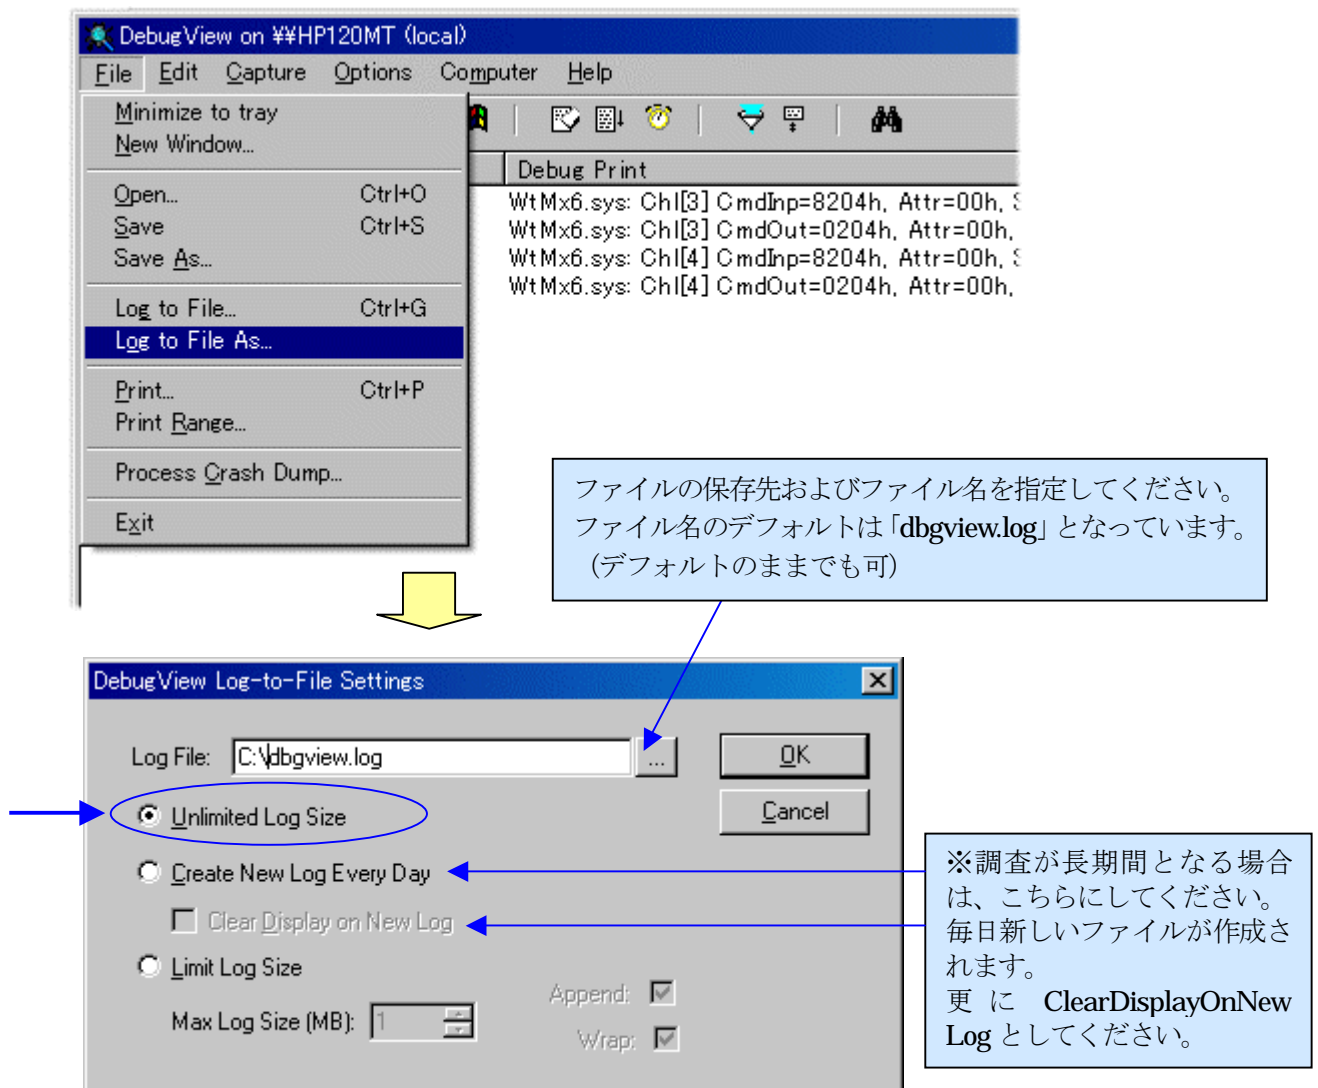 DebugView on ¥¥HP120MT (local)
File Edit Capture Options Computer Help
Minimize to tray
New Window...
Open... Ctrl+O
Save Ctrl+S
Save As...
Log to File... Ctrl+G
Log to File As...
Print... Ctrl+P
Print Range...
Process Crash Dump...
Exit
Debug Print
WtMx6.sys: Chl[3] CmdInp=8204h, Attr=00h,
WtMx6.sys: Chl[3] CmdOut=0204h, Attr=00h,
WtMx6.sys: Chl[4] CmdInp=8204h, Attr=00h,
WtMx6.sys: Chl[4] CmdOut=0204h, Attr=00h,
ファイルの保存先およびファイル名を指定してください。
ファイル名のデフォルトは「dbgview.log」となっています。
（デフォルトのままでも可）
DebugView Log-to-File Settings
Log File: C:\dbgview.log ... OK
Unlimited Log Size Cancel
Create New Log Every Day
Clear Display on New Log
Limit Log Size
Max Log Size (MB): 1
Append:
Wrap:
※調査が長期間となる場合
は、こちらにしてください。
毎日新しいファイルが作成さ
れます。
更に ClearDisplayOnNew
Log としてください。